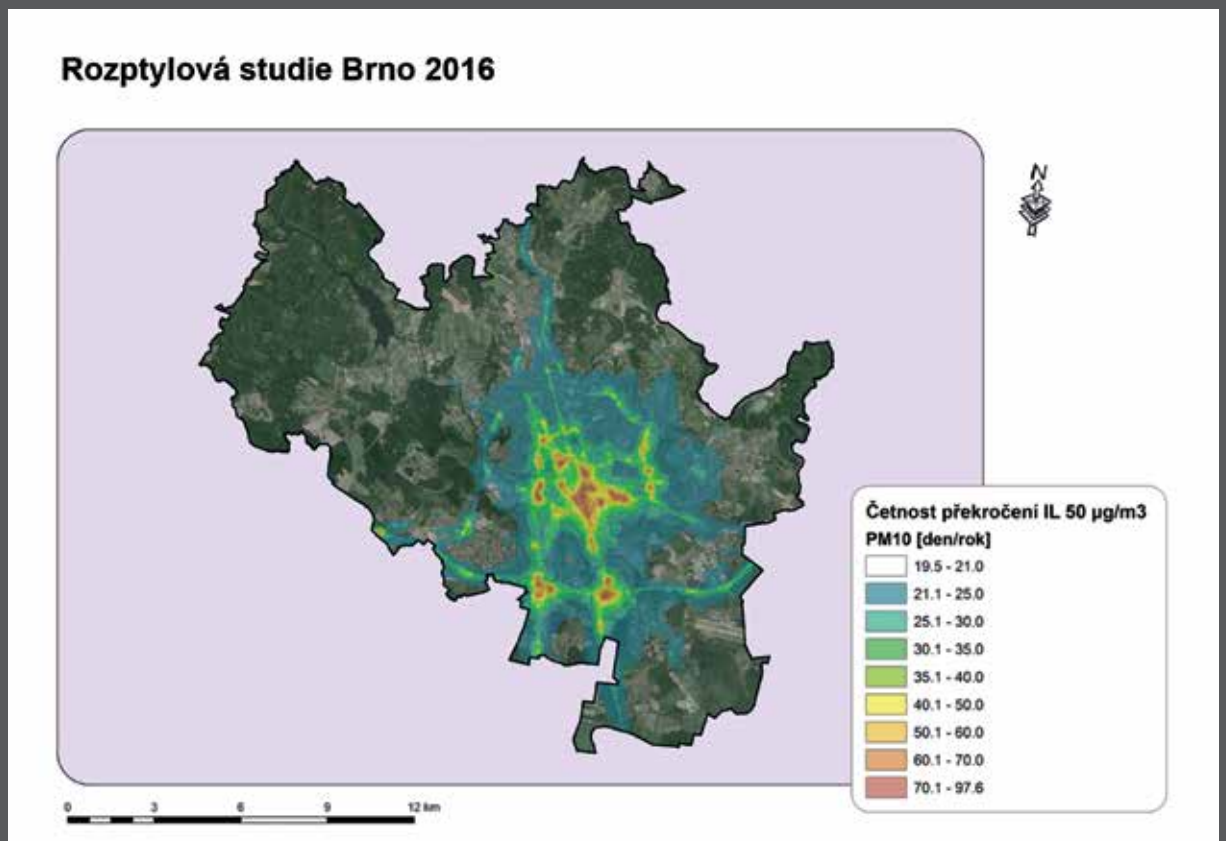 Rozptylová studie Brno 2016
N
Četnost překročení IL 50 µg/m3
PM10 [den/rok]
19.5 - 21.0
21.1 - 25.0
25.1 - 30.0
30.1 - 35.0
35.1 - 40.0
40.1 - 50.0
50.1 - 60.0
60.1 - 70.0
70.1 - 97.6
0 3 6 9 12 km